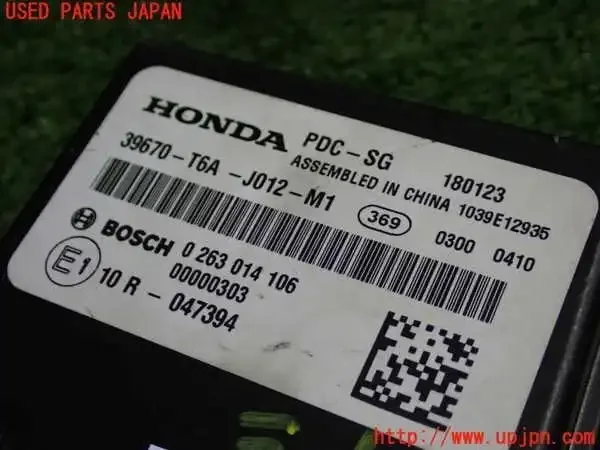 USED PARTS JAPAN
HONDA PDC-SG 180123
39670-T6A-J012-M1 ASSEMBLED IN CHINA 1039E12935
369 0300 0410
BOSCH 0 263 014 106
00000303
E1 10 R - 047394
http://www.upjpn.com/